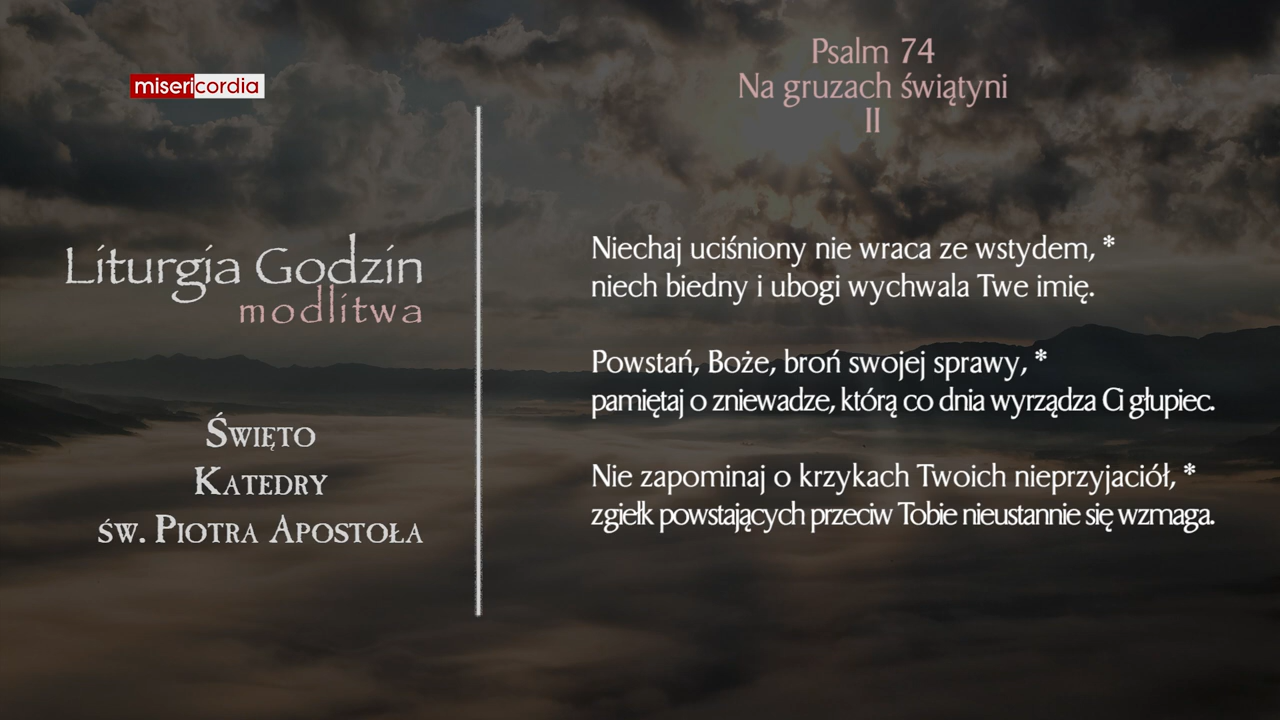 misericordia
Liturgia Godzin
modlitwa
Święto
Katedry
św. Piotra Apostoła
Psalm 74
Na gruzach świątyni
II
Niechaj uciśniony nie wraca ze wstydem, *
niech biedny i ubogi wychwala Twe imię.
Powstań, Boże, broń swojej sprawy, *
pamiętaj o zniewadze, którą co dnia wyrządza Ci głupiec.
Nie zapominaj o krzykach Twoich nieprzyjaciół, *
zgiełk powstających przeciw Tobie nieustannie się wzmaga.